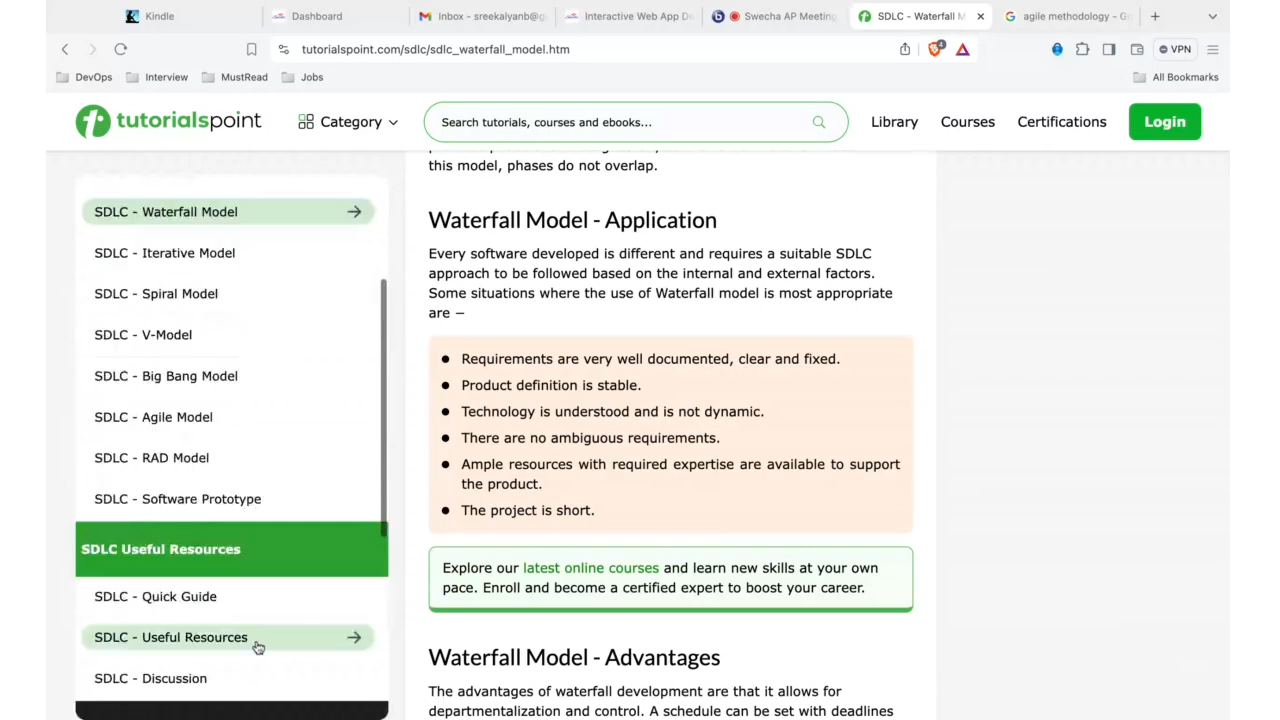 Kindle
Dashboard
Inbox - sreekalyanb@g
Interactive Web App De
Swecha AP Meeting
SDLC - Waterfall M
agile methodology - G
tutorialspoint.com/sdlc/sdlc_waterfall_model.htm
4
VPN
DevOps
Interview
MustRead
Jobs
All Bookmarks
tutorialspoint
Category
Search tutorials, courses and ebooks...
Library
Courses
Certifications
Login
SDLC - Waterfall Model
SDLC - Iterative Model
SDLC - Spiral Model
SDLC - V-Model
SDLC - Big Bang Model
SDLC - Agile Model
SDLC - RAD Model
SDLC - Software Prototype
SDLC Useful Resources
SDLC - Quick Guide
SDLC - Useful Resources
SDLC - Discussion
this model, phases do not overlap.
Waterfall Model - Application
Every software developed is different and requires a suitable SDLC
approach to be followed based on the internal and external factors.
Some situations where the use of Waterfall model is most appropriate
are −
Requirements are very well documented, clear and fixed.
Product definition is stable.
Technology is understood and is not dynamic.
There are no ambiguous requirements.
Ample resources with required expertise are available to support
the product.
The project is short.
Explore our latest online courses and learn new skills at your own
pace. Enroll and become a certified expert to boost your career.
Waterfall Model - Advantages
The advantages of waterfall development are that it allows for
departmentalization and control. A schedule can be set with deadlines